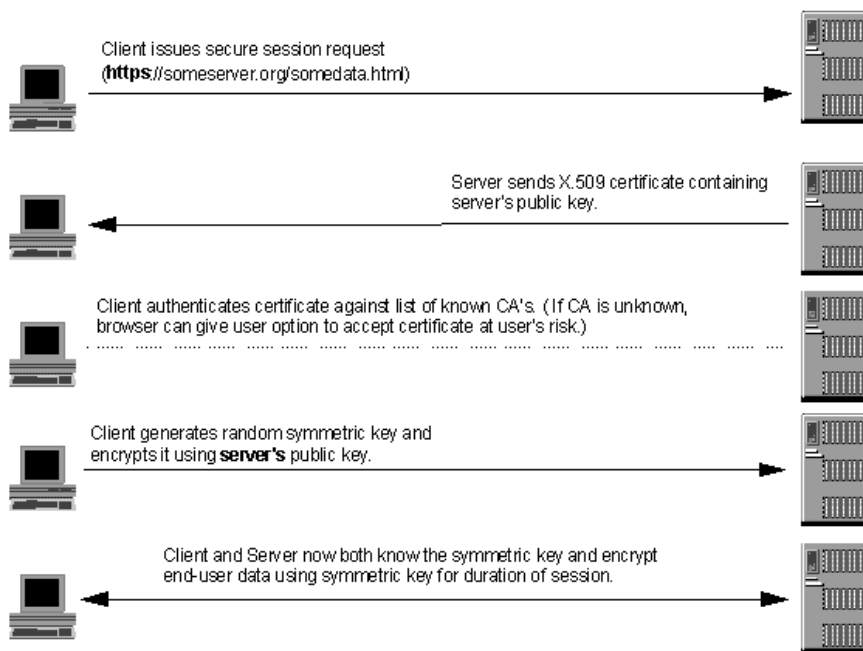 Client issues secure session request
(https://someserver.org/somedata.html)
Server sends X.509 certificate containing
server's public key.
Client authenticates certificate against list of known CA's. (If CA is unknown,
browser can give user option to accept certificate at user's risk.)
Client generates random symmetric key and
encrypts it using server's public key.
Client and Server now both know the symmetric key and encrypt
end-user data using symmetric key for duration of session.